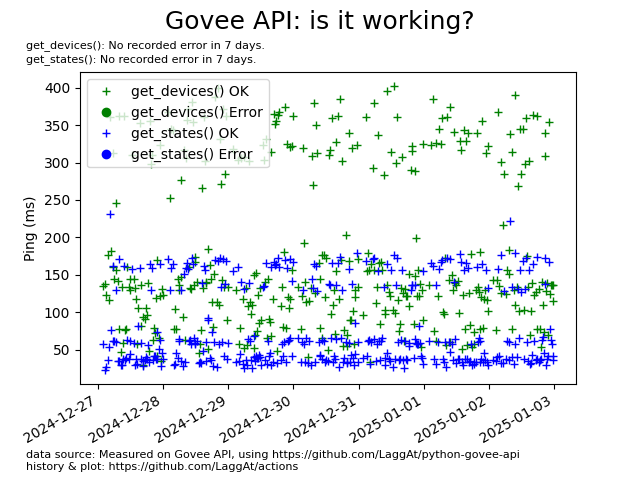 Govee API: is it working?
get_devices(): No recorded error in 7 days.
get_states(): No recorded error in 7 days.
get_devices() OK
get_devices() Error
get_states() OK
get_states() Error
Ping (ms)
400
350
300
250
200
150
100
50
2024-12-27
2024-12-28
2024-12-29
2024-12-30
2024-12-31
2025-01-01
2025-01-02
2025-01-03
data source: Measured on Govee API, using https://github.com/LaggAt/python-govee-api
history & plot: https://github.com/LaggAt/actions